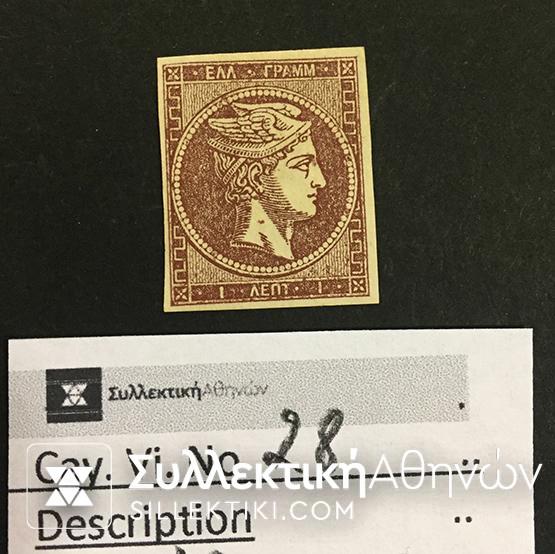 ΕΛΛ ΓΡΑΜΜ
1 ΛΕΠΤ 1
ΣυλλεκτικήΑθηνών
Cav. Vi. No 28
ΣυλλεκτικήΑθηνών
SILLEKTIKI.COM
Description